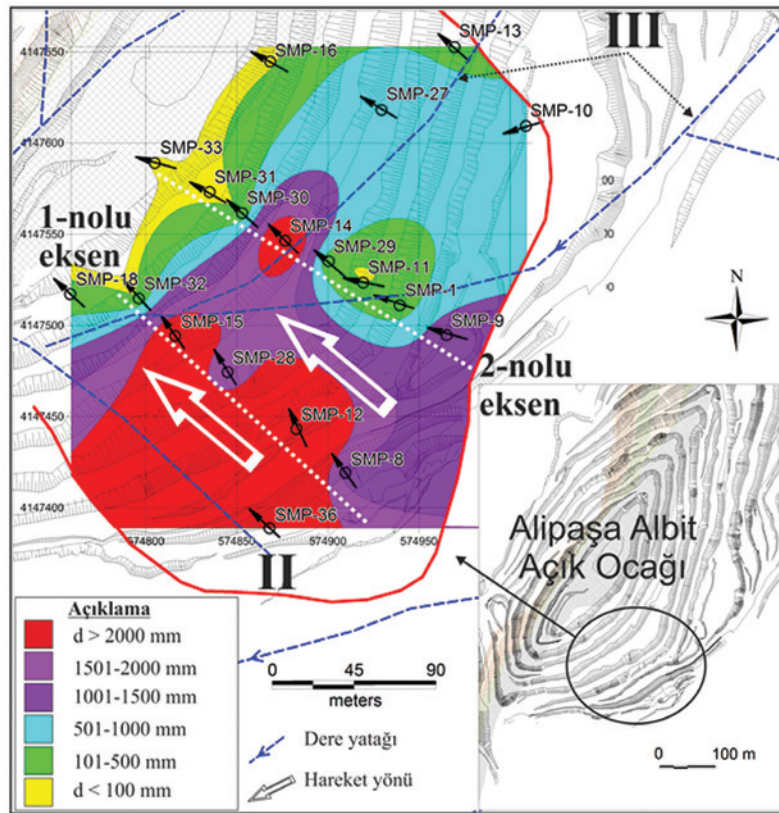 SMP-13
SMP-16
III
4147650
SMP-27
SMP-10
4147600
SMP-33
SMP-31
SMP-30
SMP-14
1-nolu
eksen
4147550
SMP-29
SMP-11
SMP-18
SMP-32
SMP-1
N
4147500
SMP-15
SMP-9
2-nolu
eksen
SMP-28
4147450
SMP-12
SMP-8
4147400
SMP-36
574800
574850
574900
574950
II
Alipaşa Albit
Açık Ocağı
Açıklama
d > 2000 mm
1501-2000 mm
1001-1500 mm
501-1000 mm
101-500 mm
d < 100 mm
0 45 90
meters
Dere yatağı
Hareket yönü
0 100 m